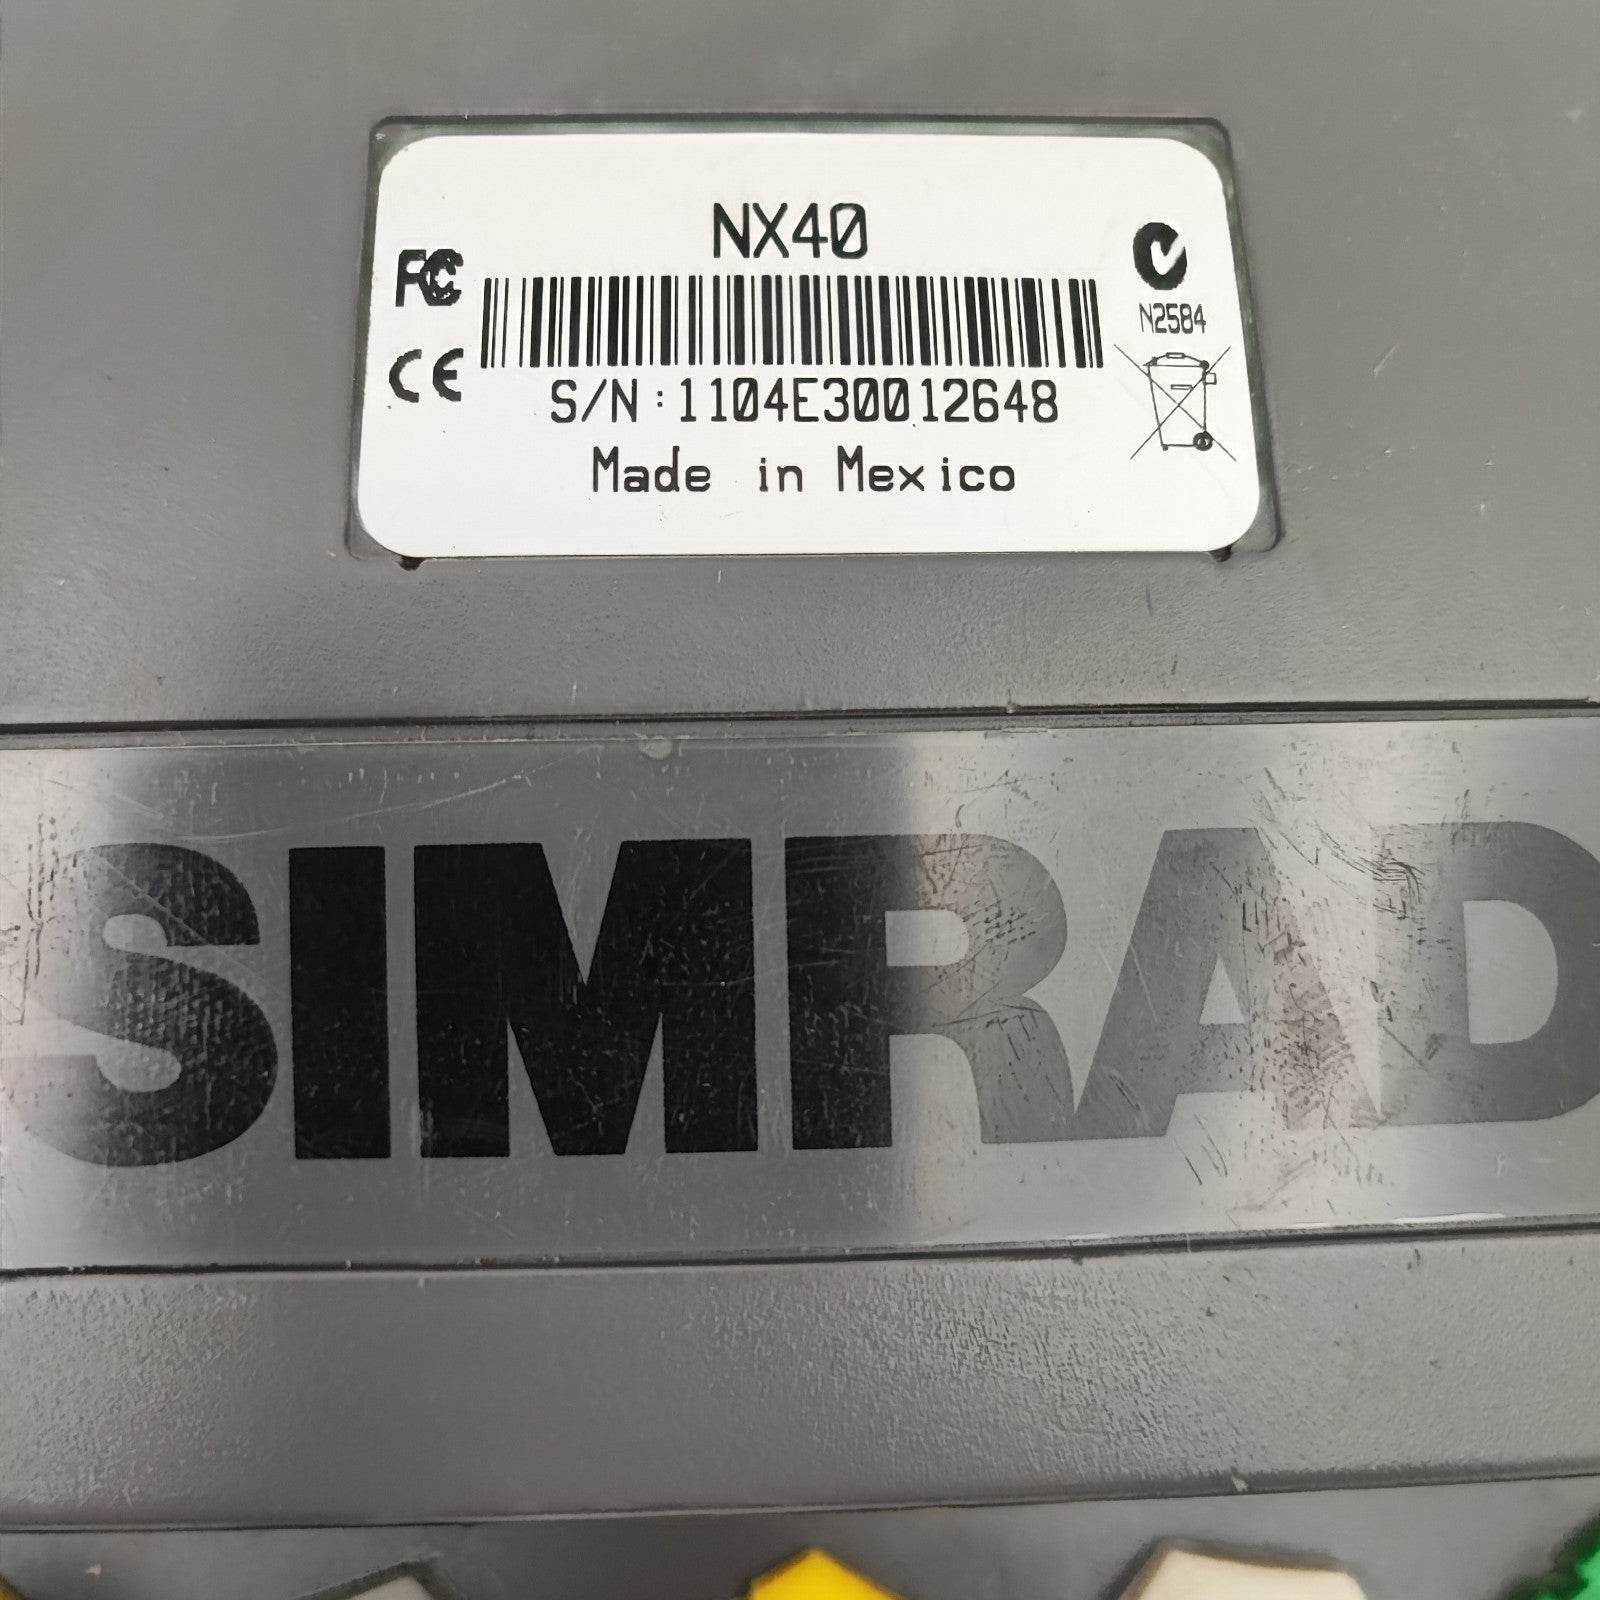 NX40
FC
CE
N2584
S/N:1104E30012648
Made in Mexico
SIMRAD